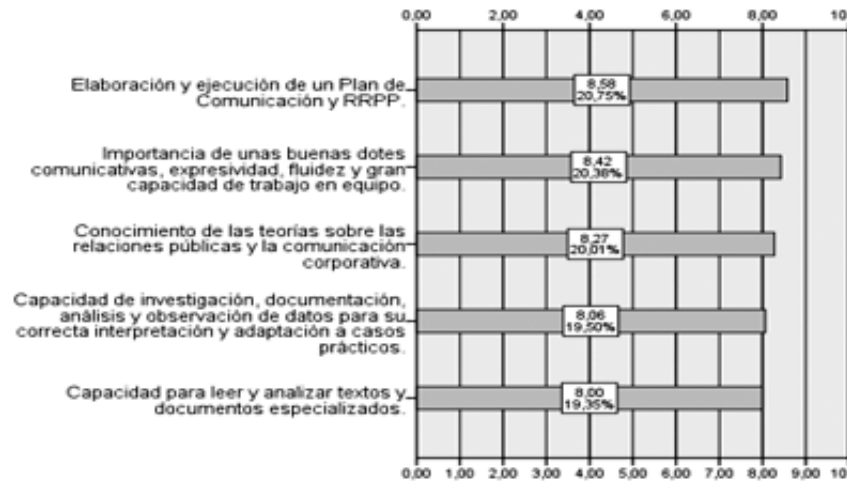 0,00 2,00 4,00 6,00 8,00 10
Elaboración y ejecución de un Plan de
Comunicación y RRPP.
8,58
20,75%
Importancia de unas buenas dotes
comunicativas, expresividad, fluidez y gran
capacidad de trabajo en equipo.
8,42
20,38%
Conocimiento de las teorías sobre las
relaciones públicas y la comunicación
corporativa.
8,27
20,01%
Capacidad de investigación, documentación,
análisis y observación de datos para su
correcta interpretación y adaptación a casos
prácticos.
8,06
19,50%
Capacidad para leer y analizar textos y
documentos especializados.
8,00
19,35%
0,00 1,00 2,00 3,00 4,00 5,00 6,00 7,00 8,00 9,00 10